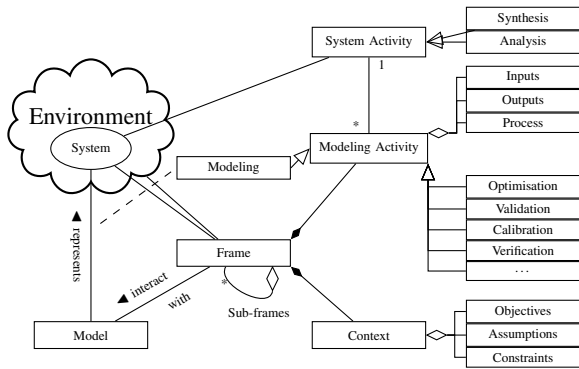 Synthesis
System Activity
Analysis
1
Inputs
Environment
Outputs
*
Process
System
Modeling Activity
Modeling
Optimisation
Validation
◄ represents
Calibration
Frame
Verification
...
◄ interact
with
*
Sub-frames
Objectives
Model
Context
Assumptions
Constraints